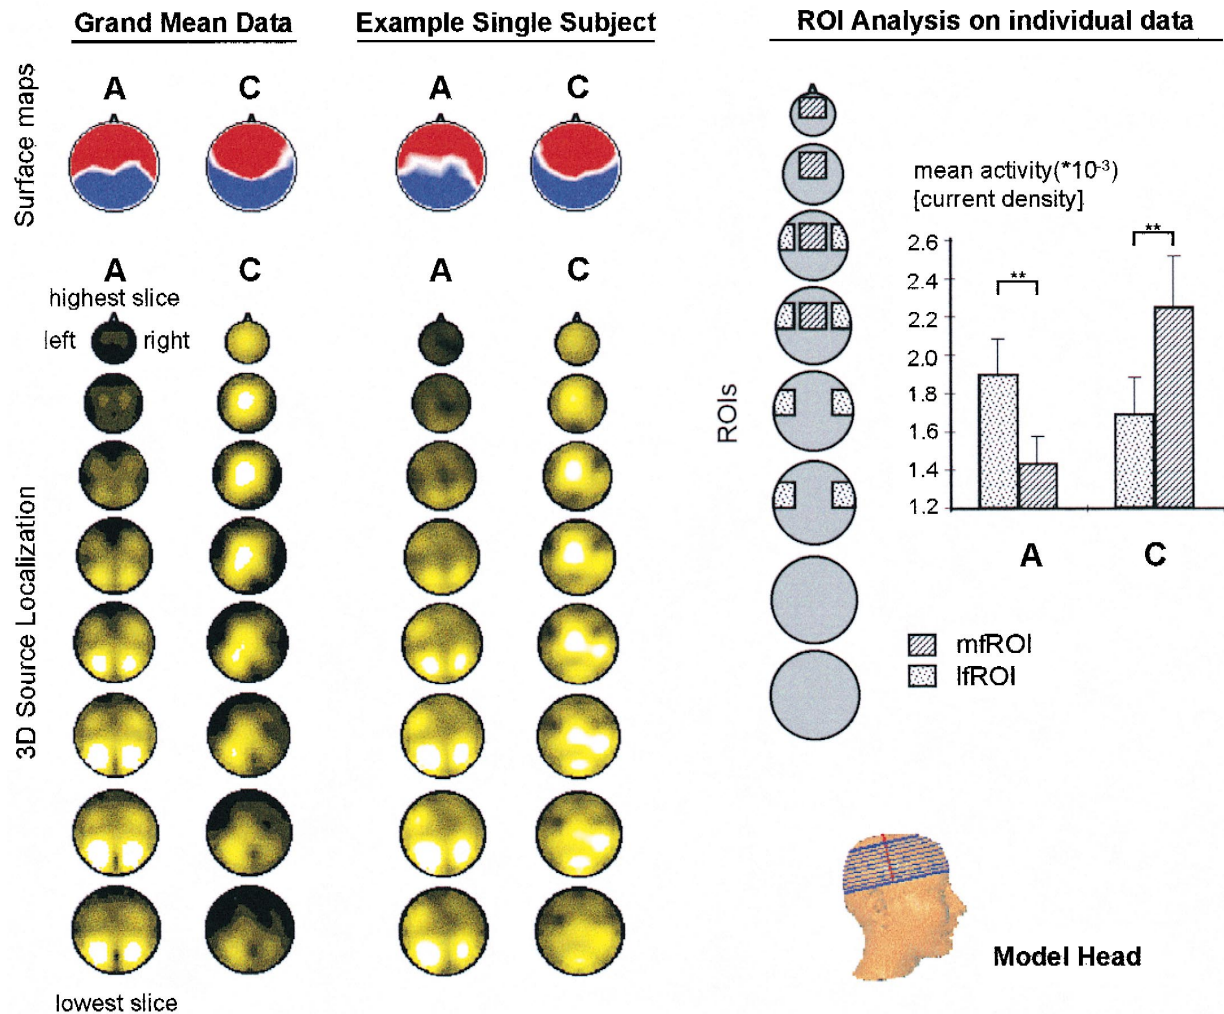 Grand Mean Data
Example Single Subject
ROI Analysis on individual data
Surface maps
A
C
A
C
A
C
A
C
highest slice
left
right
3D Source Localization
lowest slice
ROIs
mean activity(*10-3)
[current density]
2.6
2.4
2.2
2.0
1.8
1.6
1.4
1.2
**
**
A
C
mfROI
lfROI
Model Head